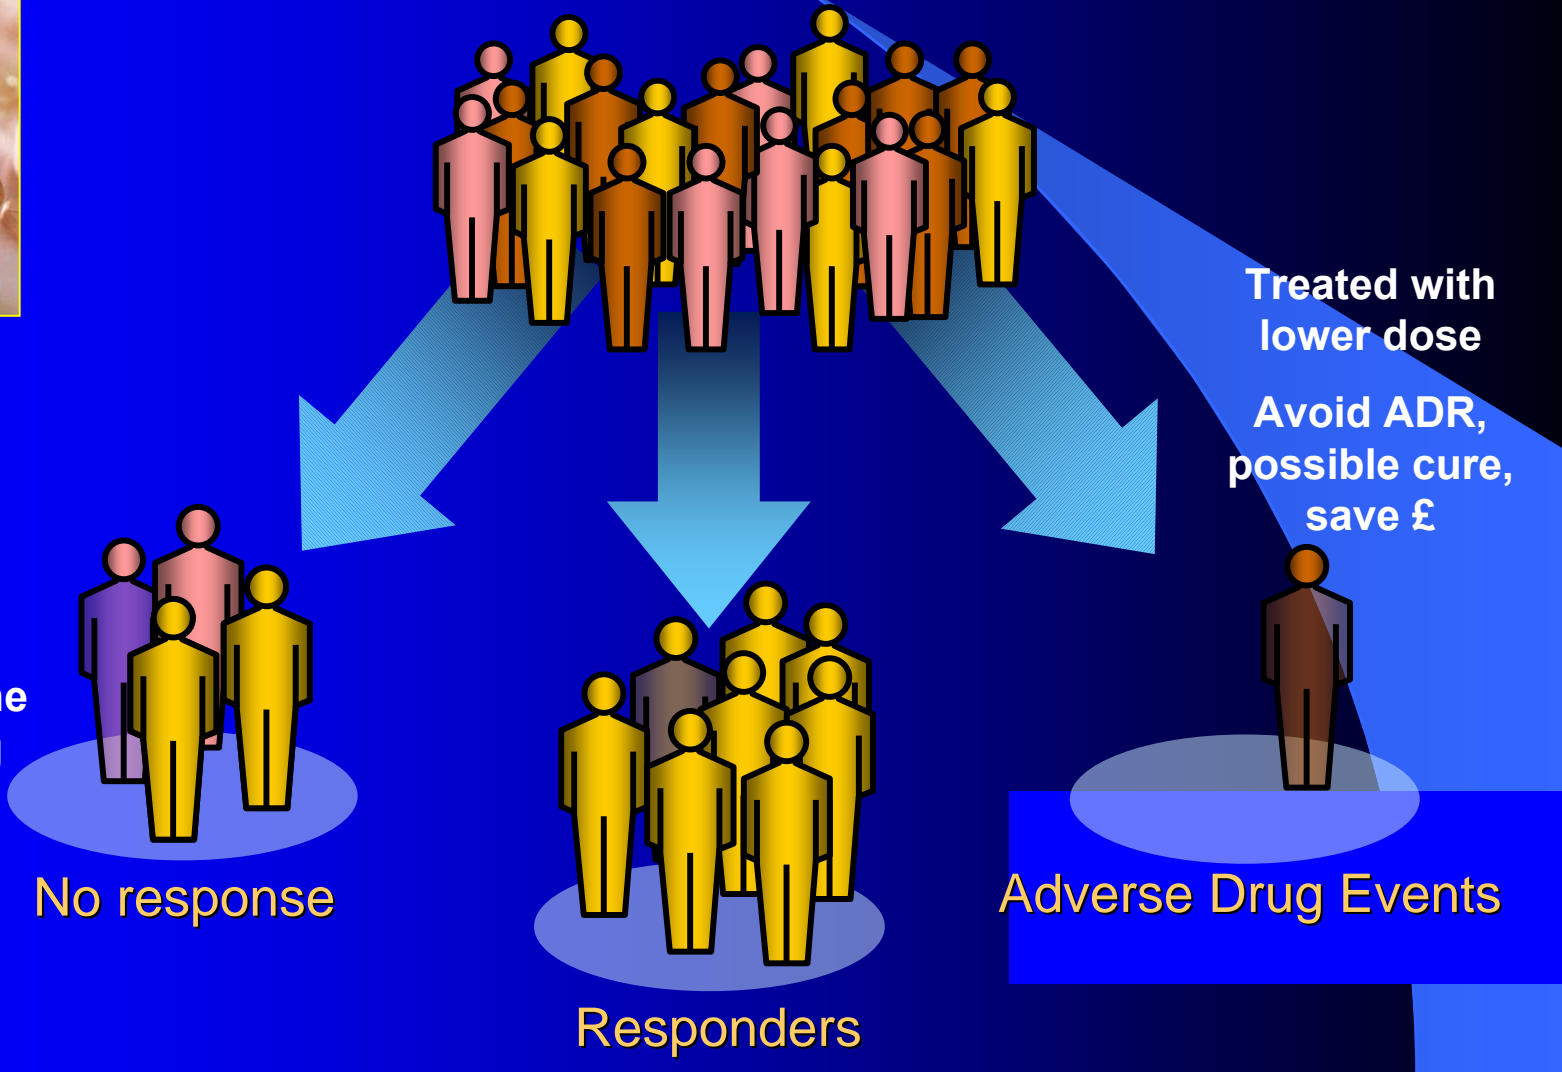 Treated with
lower dose
Avoid ADR,
possible cure,
save £
No response
Adverse Drug Events
Responders